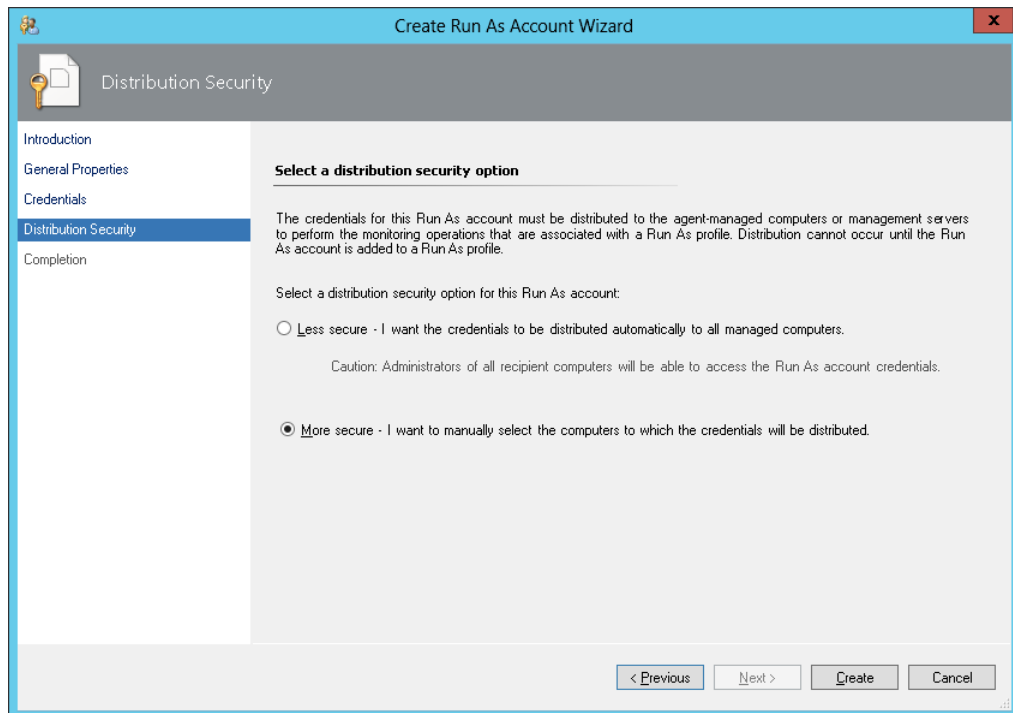 Create Run As Account Wizard
x
Distribution Security
Introduction
General Properties
Credentials
Distribution Security
Completion
Select a distribution security option
The credentials for this Run As account must be distributed to the agent-managed computers or management servers
to perform the monitoring operations that are associated with a Run As profile. Distribution cannot occur until the Run
As account is added to a Run As profile.
Select a distribution security option for this Run As account:
Less secure - I want the credentials to be distributed automatically to all managed computers.
Caution: Administrators of all recipient computers will be able to access the Run As account credentials.
More secure - I want to manually select the computers to which the credentials will be distributed.
< Previous Next > Create Cancel